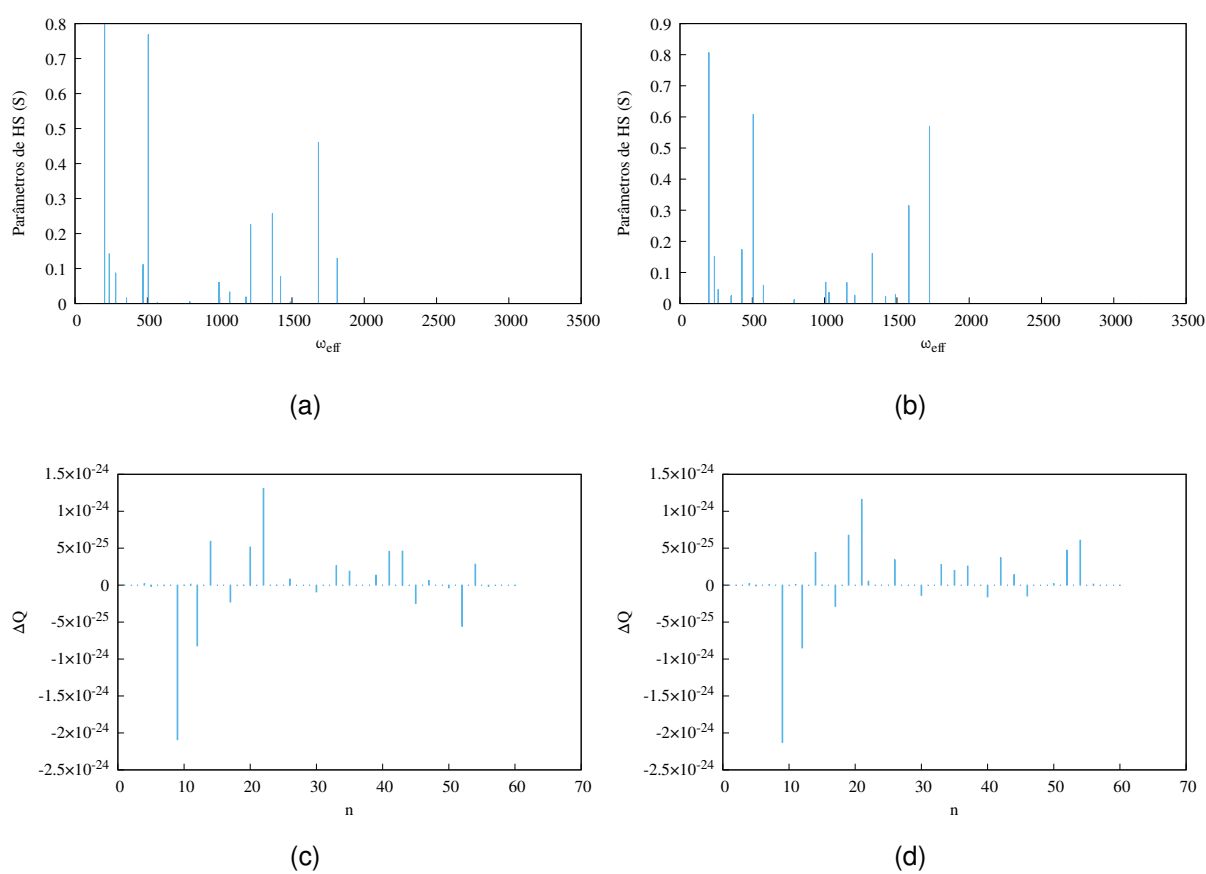 0.8
0.7
0.6
0.5
0.4
0.3
0.2
0.1
0
Parâmetros de HS (S)
0 500 1000 1500 2000 2500 3000 3500
ωeff
(a)
0.9
0.8
0.7
0.6
0.5
0.4
0.3
0.2
0.1
0
Parâmetros de HS (S)
0 500 1000 1500 2000 2500 3000 3500
ωeff
(b)
1.5×10⁻²⁴
1×10⁻²⁴
5×10⁻²⁵
0
-5×10⁻²⁵
-1×10⁻²⁴
-1.5×10⁻²⁴
-2×10⁻²⁴
-2.5×10⁻²⁴
ΔQ
0 10 20 30 40 50 60 70
n
(c)
1.5×10⁻²⁴
1×10⁻²⁴
5×10⁻²⁵
0
-5×10⁻²⁵
-1×10⁻²⁴
-1.5×10⁻²⁴
-2×10⁻²⁴
-2.5×10⁻²⁴
ΔQ
0 10 20 30 40 50 60 70
n
(d)